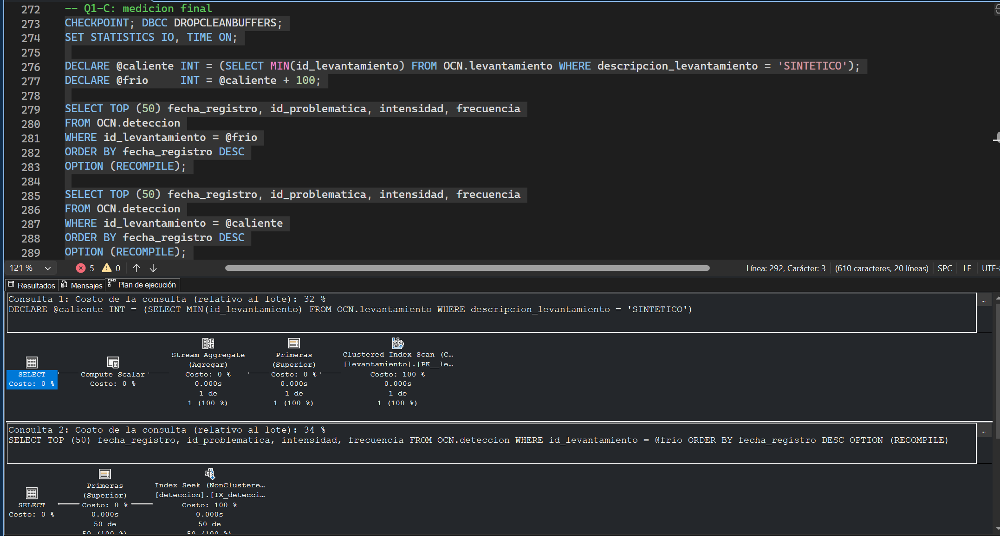 272 -- Q1-C: medicion final
273 CHECKPOINT; DBCC DROPCLEANBUFFERS;
274 SET STATISTICS IO, TIME ON;
275
276 DECLARE @caliente INT = (SELECT MIN(id_levantamiento) FROM OCN.levantamiento WHERE descripcion_levantamiento = 'SINTETICO');
277 DECLARE @frio     INT = @caliente + 100;
278
279 SELECT TOP (50) fecha_registro, id_problematica, intensidad, frecuencia
280 FROM OCN.deteccion
281 WHERE id_levantamiento = @frio
282 ORDER BY fecha_registro DESC
283 OPTION (RECOMPILE);
284
285 SELECT TOP (50) fecha_registro, id_problematica, intensidad, frecuencia
286 FROM OCN.deteccion
287 WHERE id_levantamiento = @caliente
288 ORDER BY fecha_registro DESC
289 OPTION (RECOMPILE);
121 % 5 0 Línea: 292, Carácter: 3 (610 caracteres, 20 líneas) SPC LF UTF-
Resultados Mensajes Plan de ejecución
Consulta 1: Costo de la consulta (relativo al lote): 32 %
DECLARE @caliente INT = (SELECT MIN(id_levantamiento) FROM OCN.levantamiento WHERE descripcion_levantamiento = 'SINTETICO')
...
SELECT
Costo: 0 %
Compute Scalar
Costo: 0 %
Stream Aggregate
(Agregar)
Costo: 0 %
0.000s
1 de
1 (100 %)
Primeras
(Superior)
Costo: 0 %
0.000s
1 de
1 (100 %)
Clustered Index Scan (C…
[levantamiento].[PK__le…
Costo: 100 %
0.000s
1 de
1 (100 %)
Consulta 2: Costo de la consulta (relativo al lote): 34 %
SELECT TOP (50) fecha_registro, id_problematica, intensidad, frecuencia FROM OCN.deteccion WHERE id_levantamiento = @frio ORDER BY fecha_registro DESC OPTION (RECOMPILE)
...
SELECT
Costo: 0 %
Primeras
(Superior)
Costo: 0 %
0.000s
50 de
50 (100 %)
Index Seek (NonClustere…
[deteccion].[IX_detecci…
Costo: 100 %
0.000s
50 de
50 (100 %)